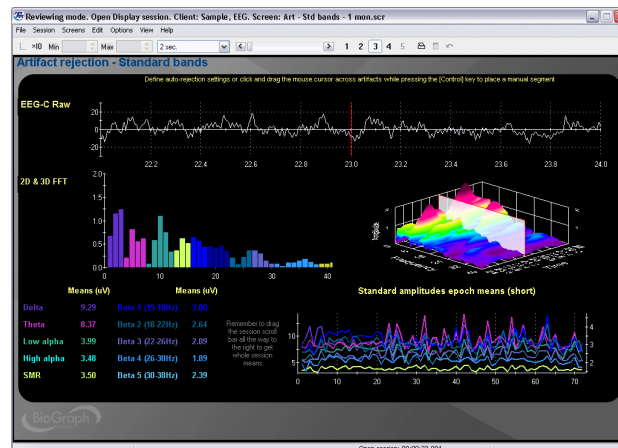 Reviewing mode. Open Display session. Client: Sample, EEG. Screen: Art - Std bands - 1 mon.scr
File Session Screens Edit Options View Help
×10 Min Max 2 sec. 1 2 3 4 5
Artifact rejection - Standard bands
Define auto-rejection settings or click and drag the mouse cursor across artifacts while pressing the [Control] key to place a manual segment
EEG-C Raw
20
0
-20
22.2 22.4 22.6 22.8 23.0 23.2 23.4 23.6 23.8 24.0
2D & 3D FFT
2.0
1.5
1.0
0.5
0.0
0 10 20 30 40
Means (uV) Means (uV)
Standard amplitudes epoch means (short)
Delta 9.29 Beta 1 (15-18Hz) 3.00
Theta 8.37 Beta 2 (18-22Hz) 2.64
Low alpha 3.99 Beta 3 (22-26Hz) 2.09
High alpha 3.48 Beta 4 (26-30Hz) 1.89
SMR 3.50 Beta 5 (30-38Hz) 2.39
Remember to drag
the session scroll
bar all the way to
the right to get
whole session
means.
10
5
4
3
2
0 10 20 30 40 50 60 70
BioGraph